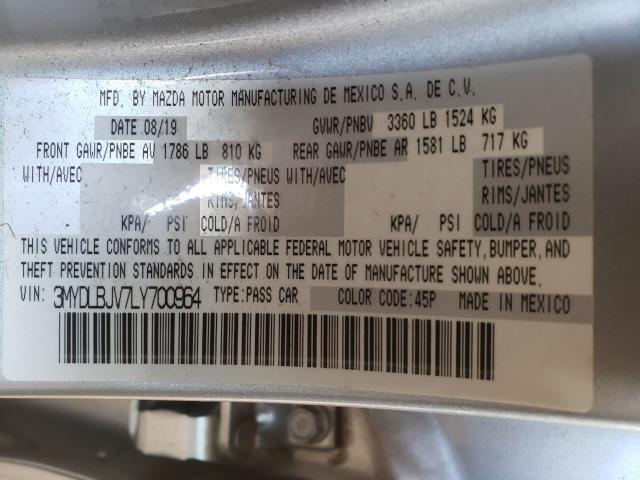 MFD. BY MAZDA MOTOR MANUFACTURING DE MEXICO S.A. DE C.V.
DATE 08/19 GVWR/PNBV 3360 LB 1524 KG
FRONT GAWR/PNBE AV 1786 LB 810 KG REAR GAWR/PNBE AR 1581 LB 717 KG
WITH/AVEC TIRES/PNEUS WITH/AVEC TIRES/PNEUS
RIMS/JANTES RIMS/JANTES
KPA/ PSI COLD/A FROID KPA/ PSI COLD/A FROID
THIS VEHICLE CONFORMS TO ALL APPLICABLE FEDERAL MOTOR VEHICLE SAFETY, BUMPER, AND
THEFT PREVENTION STANDARDS IN EFFECT ON THE DATE OF MANUFACTURE SHOWN ABOVE.
VIN: 3MYDLBJV7LY700964 TYPE:PASS CAR COLOR CODE:45P MADE IN MEXICO